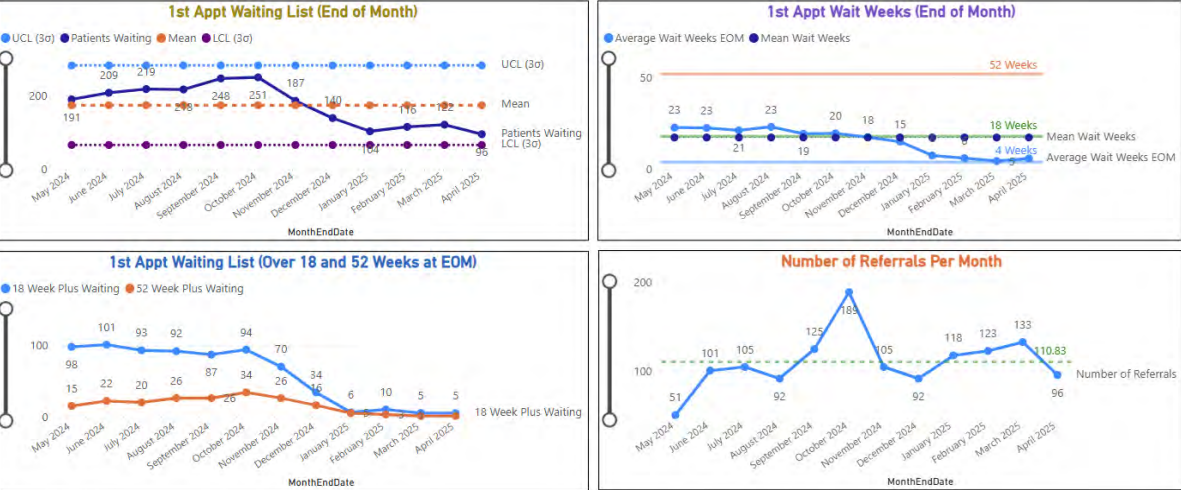 1st Appt Waiting List (End of Month)
UCL (3σ) Patients Waiting Mean LCL (3σ)
UCL (3σ)
Mean
Patients Waiting
LCL (3σ)
200
0
191
209
219
218
248
251
187
140
104
116
122
96
May 2024
June 2024
July 2024
August 2024
September 2024
October 2024
November 2024
December 2024
January 2025
February 2025
March 2025
April 2025
MonthEndDate
1st Appt Wait Weeks (End of Month)
Average Wait Weeks EOM Mean Wait Weeks
52 Weeks
18 Weeks
Mean Wait Weeks
4 Weeks
Average Wait Weeks EOM
50
0
23
23
21
23
19
20
18
15
6
5
May 2024
June 2024
July 2024
August 2024
September 2024
October 2024
November 2024
December 2024
January 2025
February 2025
March 2025
April 2025
MonthEndDate
1st Appt Waiting List (Over 18 and 52 Weeks at EOM)
18 Week Plus Waiting 52 Week Plus Waiting
100
0
98
101
93
92
87
94
70
34
6
10
5
5
15
22
20
26
26
34
26
16
18 Week Plus Waiting
May 2024
June 2024
July 2024
August 2024
September 2024
October 2024
November 2024
December 2024
January 2025
February 2025
March 2025
April 2025
MonthEndDate
Number of Referrals Per Month
200
100
51
101
105
92
125
189
105
92
118
123
133
96
110.83
Number of Referrals
May 2024
June 2024
July 2024
August 2024
September 2024
October 2024
November 2024
December 2024
January 2025
February 2025
March 2025
April 2025
MonthEndDate